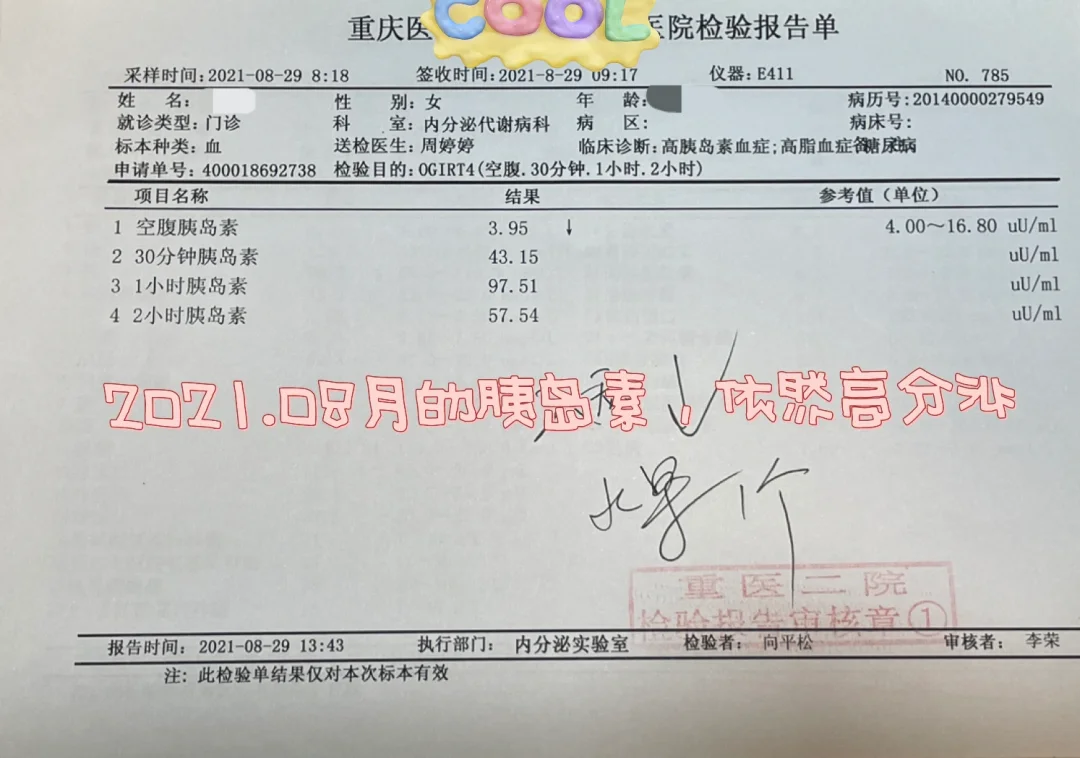 重庆医 COOL 医院检验报告单
采样时间:2021-08-29 8:18 签收时间:2021-8-29 09:17 仪器:E411 NO. 785
姓 名: 性 别:女 年 龄: 病历号:20140000279549
就诊类型:门诊 科 室:内分泌代谢病科 病 区: 病床号:
标本种类:血 送检医生:周婷婷 临床诊断:高胰岛素血症;高脂血症 糖尿病
申请单号:400018692738 检验目的:OGIRT4(空腹.30分钟.1小时.2小时)
项目名称 结果 参考值(单位)
1 空腹胰岛素 3.95 ↓ 4.00~16.80 uU/ml
2 30分钟胰岛素 43.15 uU/ml
3 1小时胰岛素 97.51 uU/ml
4 2小时胰岛素 57.54 uU/ml
2021.08月的胰岛素，依然高分泌
重医二院
检验报告审核章①
报告时间: 2021-08-29 13:43 执行部门: 内分泌实验室 检验者: 向平松 审核者: 李荣
注: 此检验单结果仅对本次标本有效